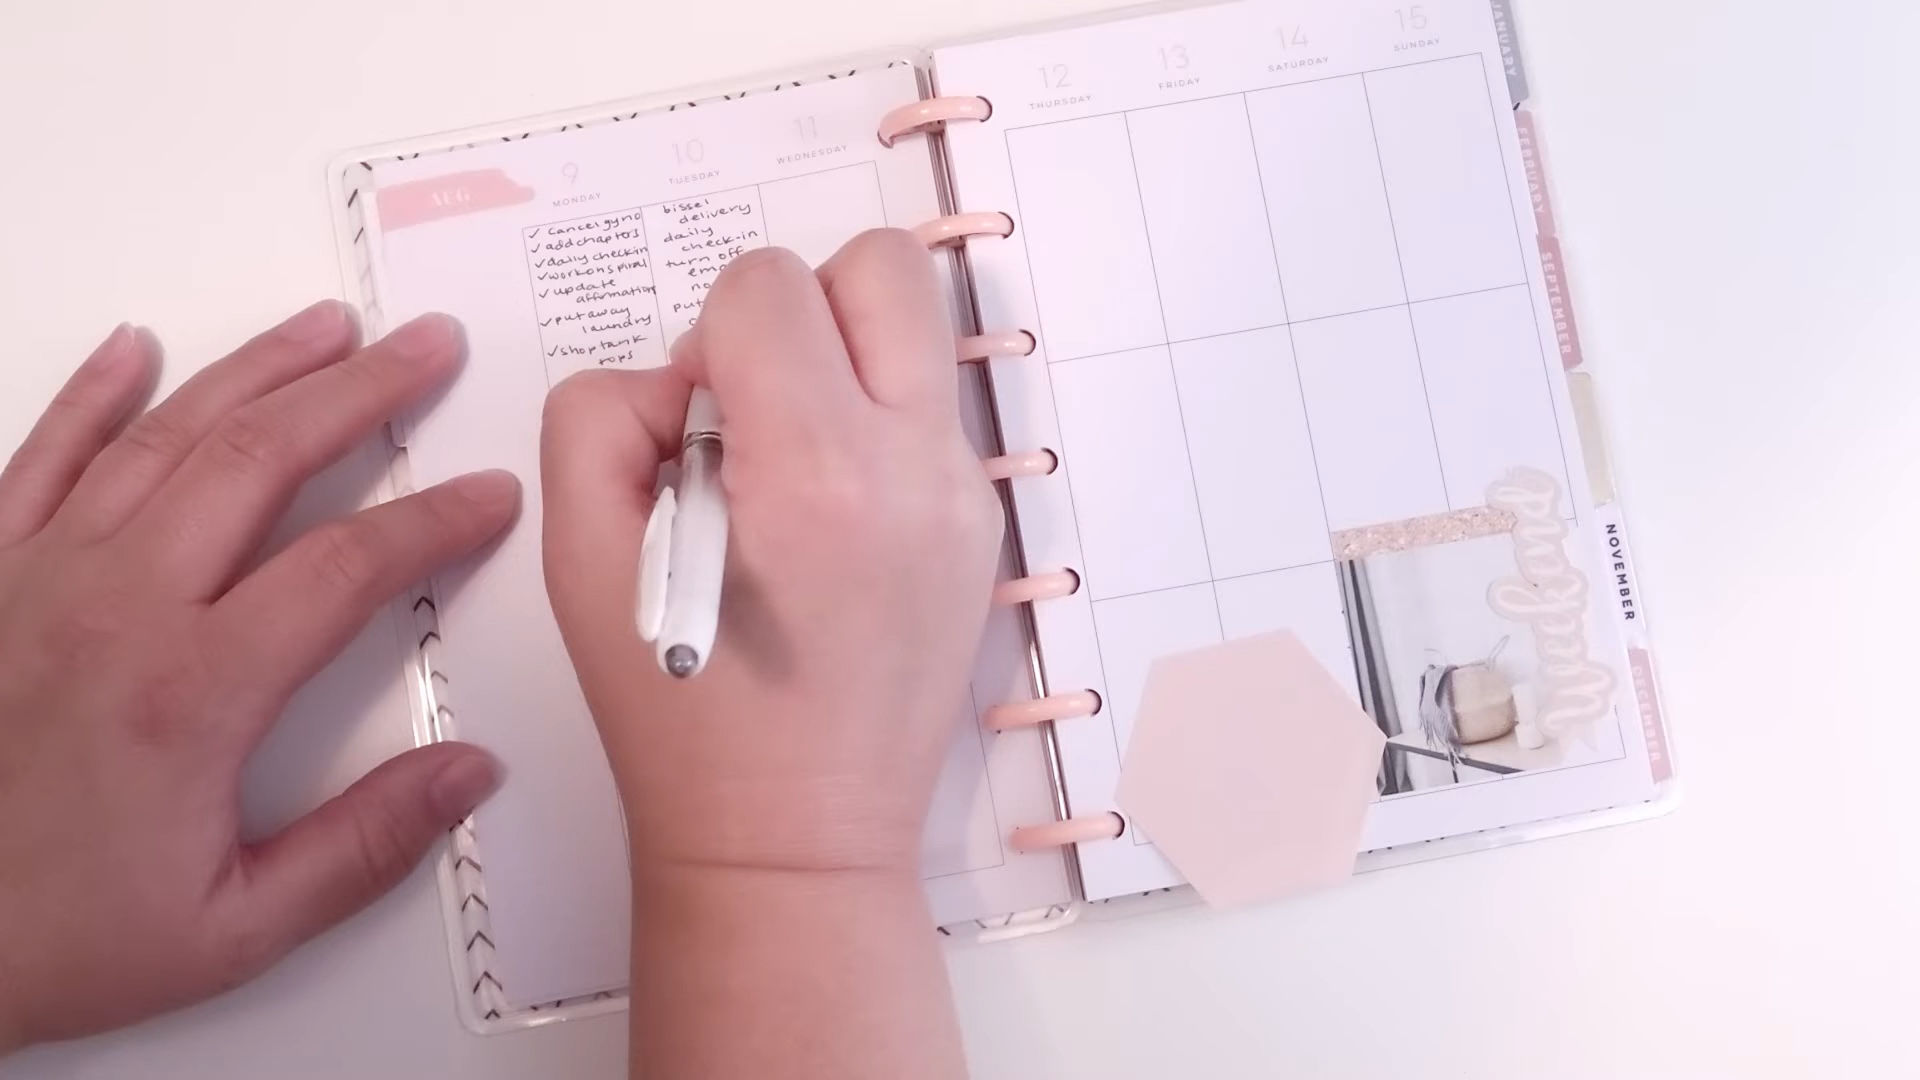 AUG
9
MONDAY
✓ cancel gyno
✓ add chapters
✓ daily checkin
✓ work on spiral
✓ update
affirmations
✓ put away
laundry
✓ shop tank
tops
10
TUESDAY
bissel
delivery
daily
check-in
turn off
put
11
WEDNESDAY
12
THURSDAY
13
FRIDAY
14
SATURDAY
15
SUNDAY
Weekend
JANUARY
FEBRUARY
SEPTEMBER
NOVEMBER
DECEMBER